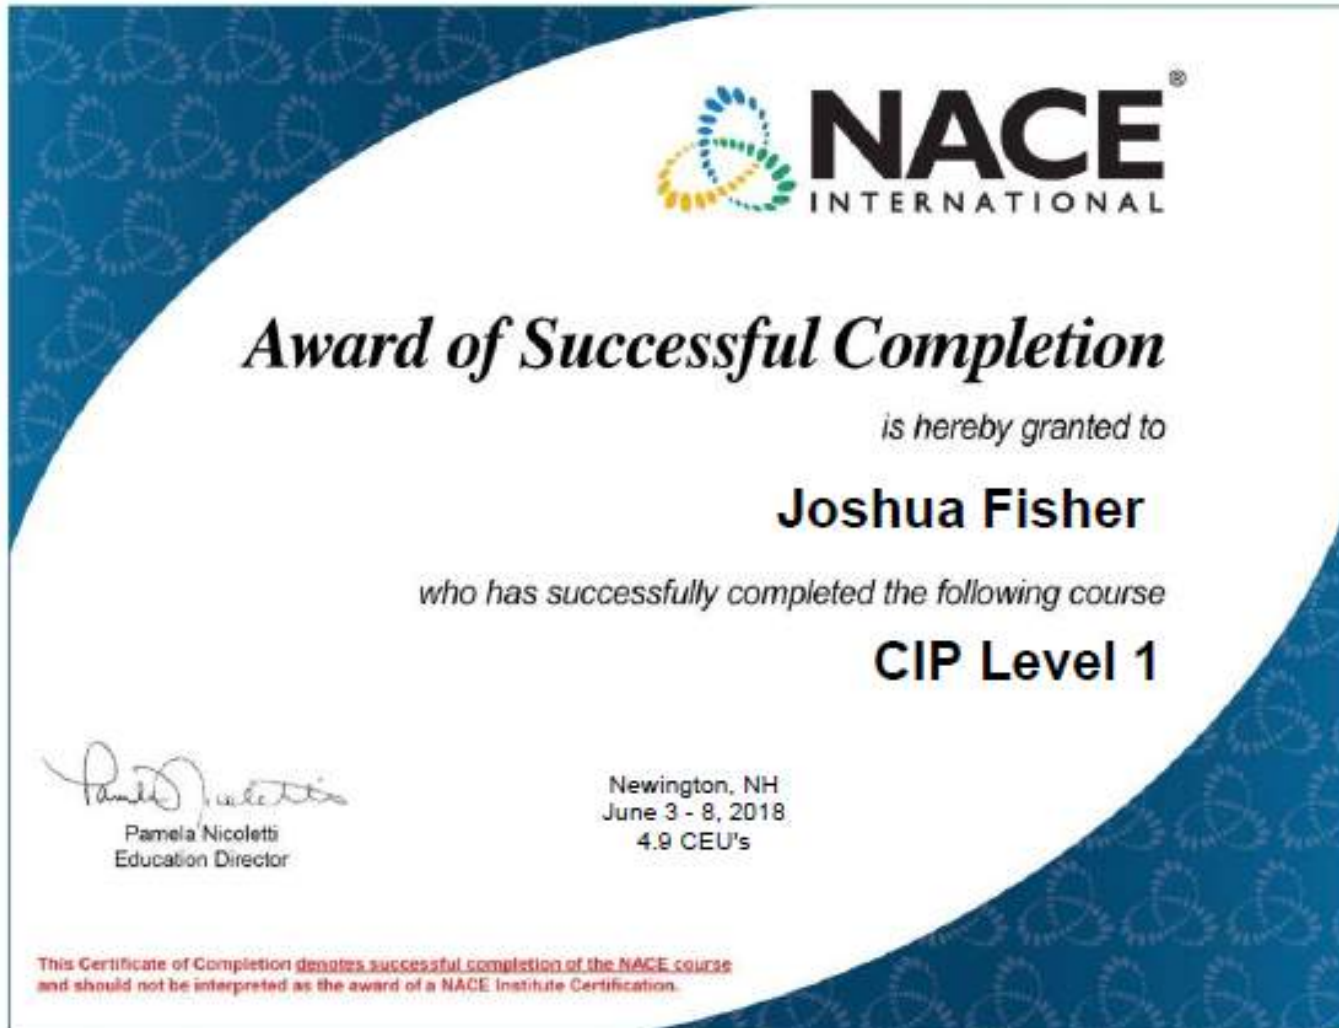 NACE®
INTERNATIONAL
Award of Successful Completion
is hereby granted to
Joshua Fisher
who has successfully completed the following course
CIP Level 1
Pamela Nicoletti
Pamela Nicoletti
Education Director
Newington, NH
June 3 - 8, 2018
4.9 CEU's
This Certificate of Completion denotes successful completion of the NACE course
and should not be interpreted as the award of a NACE Institute Certification.